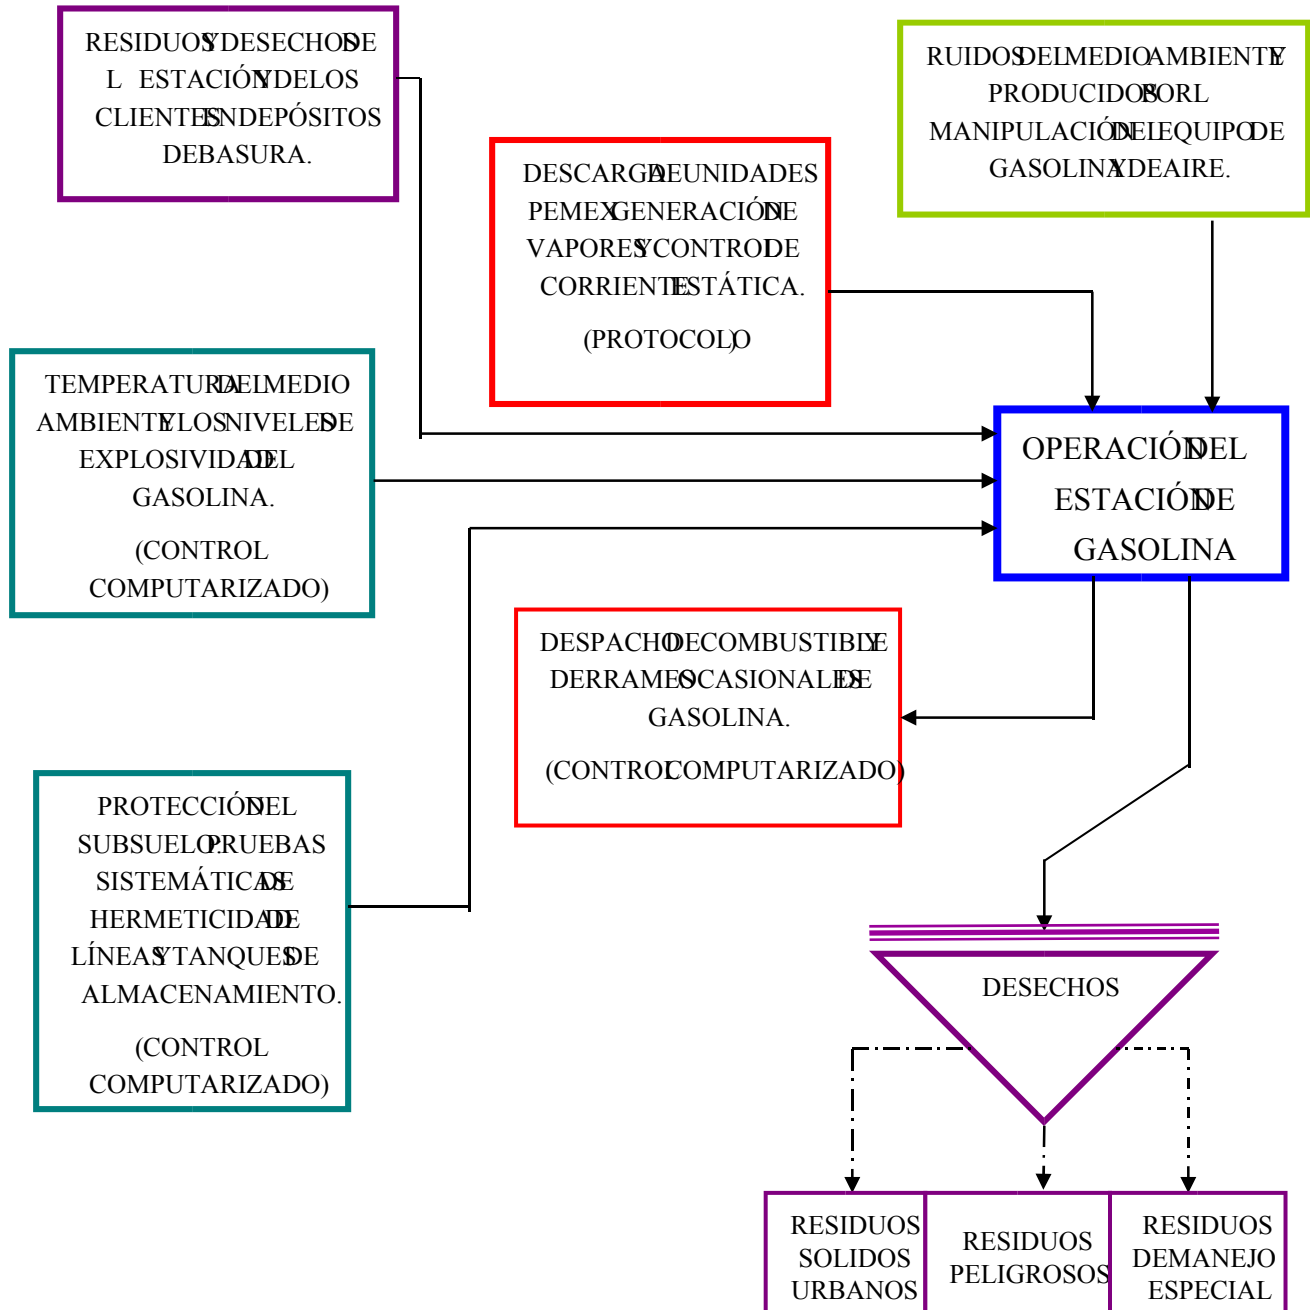 RESIDUOS Y DESECHOS DE
L ESTACIÓN Y DE LOS
CLIENTES EN DEPÓSITOS
DE BASURA.
RUIDOS DEL MEDIO AMBIENTE Y
PRODUCIDOS POR L
MANIPULACIÓN DEL EQUIPO DE
GASOLINA Y DE AIRE.
DESCARGA DE UNIDADES
PEMEX GENERACIÓN DE
VAPORES Y CONTROL DE
CORRIENTE ESTÁTICA.
(PROTOCOLO)
TEMPERATURA DEL MEDIO
AMBIENTE Y LOS NIVELES DE
EXPLOSIVIDAD DEL
GASOLINA.
(CONTROL
COMPUTARIZADO)
OPERACIÓN DEL
ESTACIÓN DE
GASOLINA
DESPACHO DE COMBUSTIBLE Y
DERRAMES OCASIONALES DE
GASOLINA.
(CONTROL COMPUTARIZADO)
PROTECCIÓN DEL
SUBSUELO. PRUEBAS
SISTEMÁTICAS DE
HERMETICIDAD DE
LÍNEAS Y TANQUES DE
ALMACENAMIENTO.
(CONTROL
COMPUTARIZADO)
DESECHOS
RESIDUOS
SOLIDOS
URBANOS
RESIDUOS
PELIGROSOS
RESIDUOS
DE MANEJO
ESPECIAL